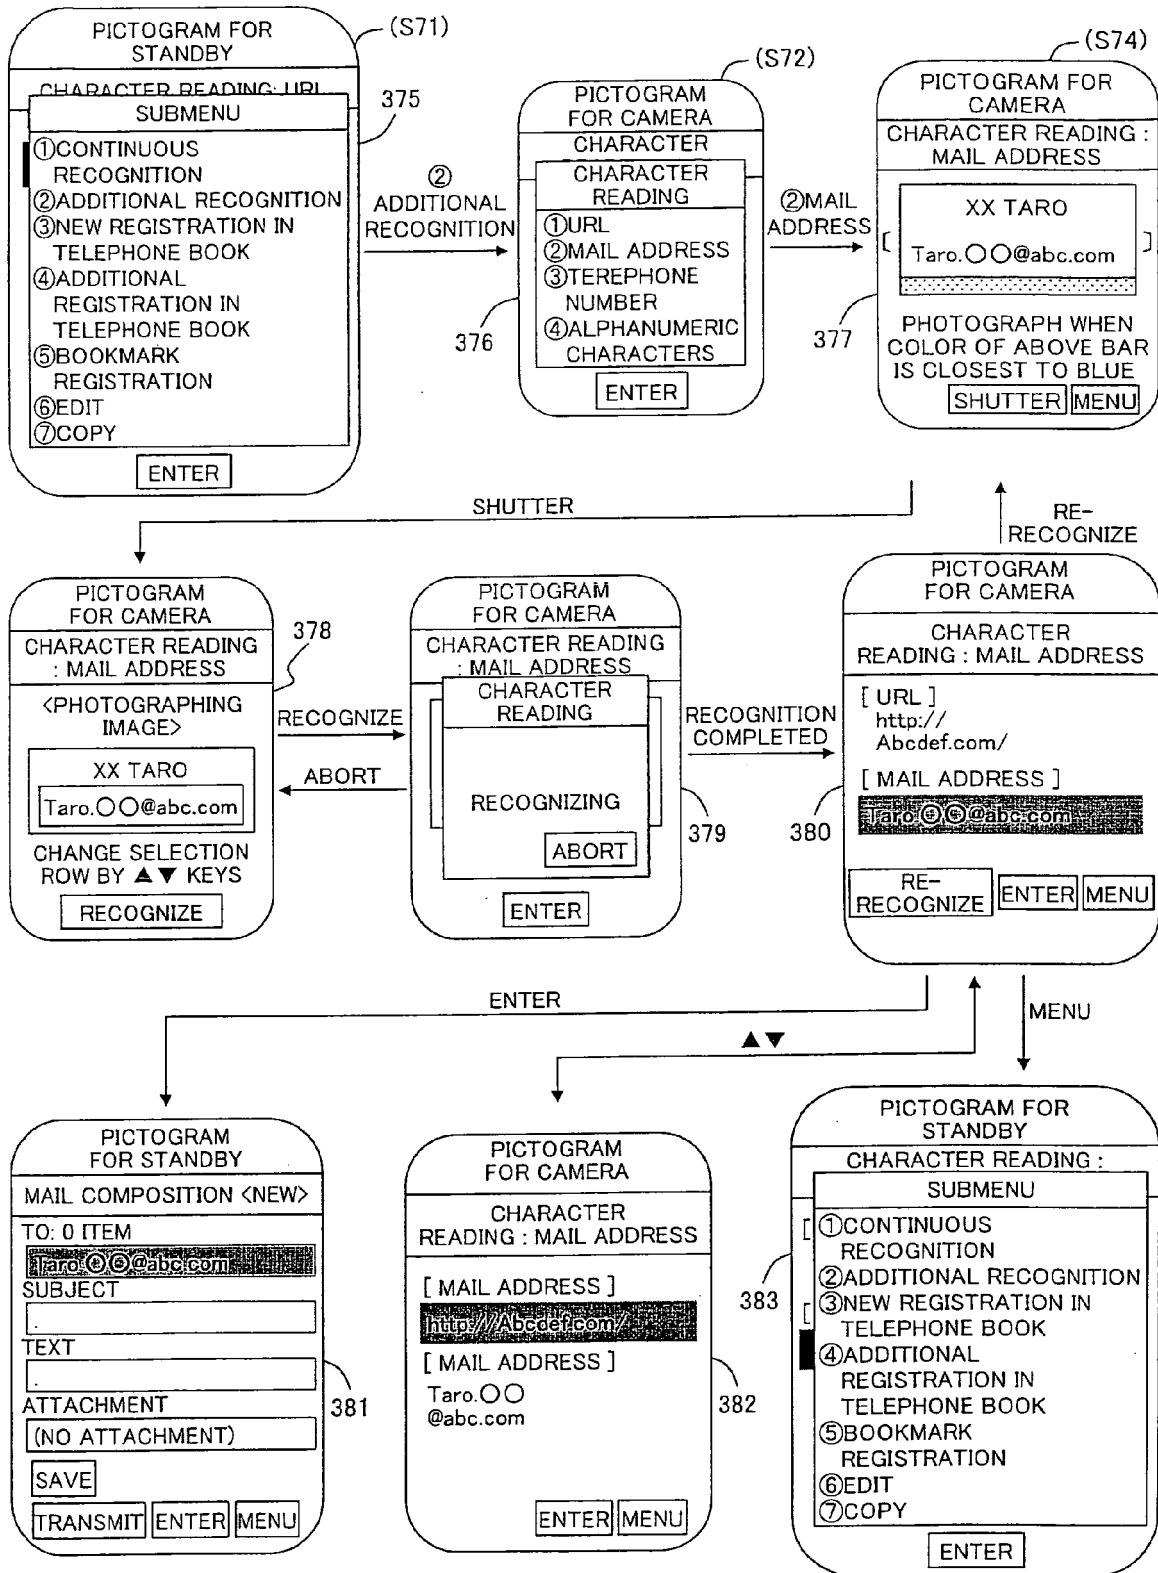 PICTOGRAM FOR
STANDBY
(S71)
CHARACTER READING: URL
SUBMENU
375
①CONTINUOUS
RECOGNITION
②ADDITIONAL RECOGNITION
③NEW REGISTRATION IN
TELEPHONE BOOK
④ADDITIONAL
REGISTRATION IN
TELEPHONE BOOK
⑤BOOKMARK
REGISTRATION
⑥EDIT
⑦COPY
ENTER
②
ADDITIONAL
RECOGNITION
(S72)
PICTOGRAM
FOR CAMERA
CHARACTER
CHARACTER
READING
①URL
②MAIL ADDRESS
③TEREPHONE
NUMBER
④ALPHANUMERIC
CHARACTERS
ENTER
376
②MAIL
ADDRESS
(S74)
PICTOGRAM FOR
CAMERA
CHARACTER READING :
MAIL ADDRESS
XX TARO
[ ]
Taro.〇〇@abc.com
377
PHOTOGRAPH WHEN
COLOR OF ABOVE BAR
IS CLOSEST TO BLUE
SHUTTER MENU
SHUTTER
RE-
RECOGNIZE
PICTOGRAM
FOR CAMERA
CHARACTER READING
: MAIL ADDRESS
378
<PHOTOGRAPHING
IMAGE>
XX TARO
Taro.〇〇@abc.com
CHANGE SELECTION
ROW BY ▲▼ KEYS
RECOGNIZE
RECOGNIZE
ABORT
PICTOGRAM
FOR CAMERA
CHARACTER READING
: MAIL ADDRESS
CHARACTER
READING
RECOGNIZING
ABORT
ENTER
379
RECOGNITION
COMPLETED
PICTOGRAM
FOR CAMERA
CHARACTER
READING : MAIL ADDRESS
[ URL ]
http://
Abcdef.com/
[ MAIL ADDRESS ]
Taro.〇〇@abc.com
380
RE-
RECOGNIZE ENTER MENU
ENTER
▲▼
MENU
PICTOGRAM
FOR STANDBY
MAIL COMPOSITION <NEW>
TO: 0 ITEM
Taro.〇〇@abc.com
SUBJECT
.
TEXT
.
ATTACHMENT
(NO ATTACHMENT)
SAVE
TRANSMIT ENTER MENU
381
PICTOGRAM
FOR CAMERA
CHARACTER
READING : MAIL ADDRESS
[ MAIL ADDRESS ]
http://Abcdef.com/
[ MAIL ADDRESS ]
Taro.〇〇
@abc.com
382
ENTER MENU
PICTOGRAM FOR
STANDBY
CHARACTER READING :
SUBMENU
383
[
①CONTINUOUS
RECOGNITION
②ADDITIONAL RECOGNITION
[
③NEW REGISTRATION IN
TELEPHONE BOOK
④ADDITIONAL
REGISTRATION IN
TELEPHONE BOOK
⑤BOOKMARK
REGISTRATION
⑥EDIT
⑦COPY
ENTER